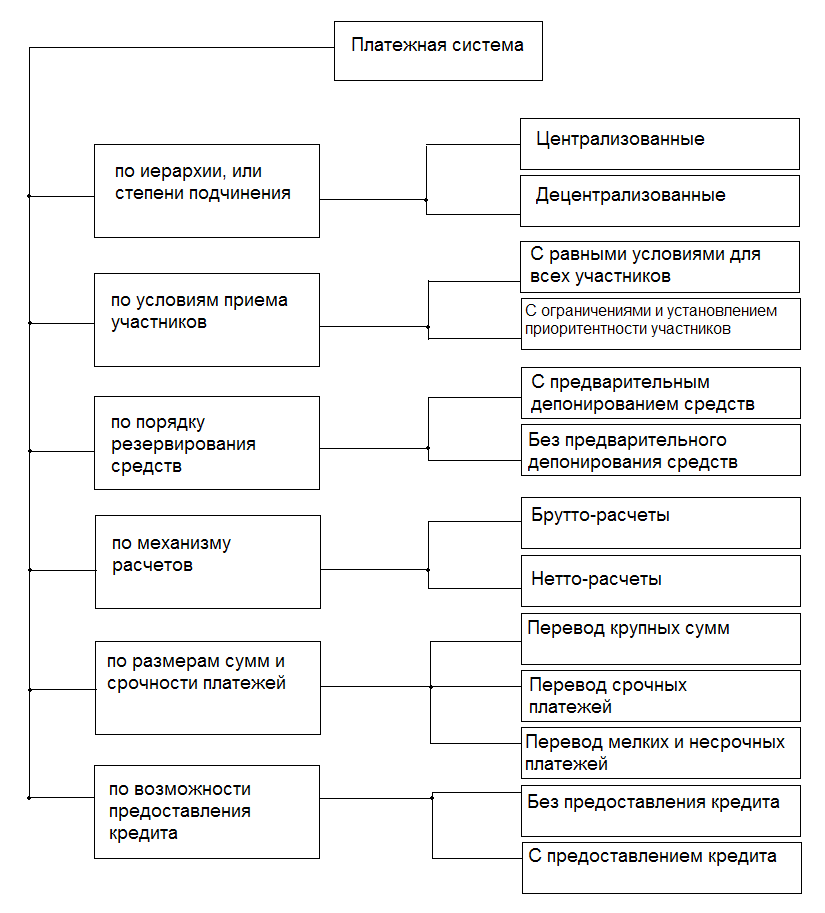 Платежная система
по иерархии, или
степени подчинения
Централизованные
Децентрализованные
по условиям приема
участников
С равными условиями для
всех участников
С ограничениями и установлением
приоритентности участников
по порядку
резервирования
средств
С предварительным
депонированием средств
Без предварительного
депонирования средств
по механизму
расчетов
Брутто-расчеты
Нетто-расчеты
по размерам сумм и
срочности платежей
Перевод крупных сумм
Перевод срочных
платежей
Перевод мелких и несрочных
платежей
по возможности
предоставления
кредита
Без предоставления кредита
С предоставлением кредита